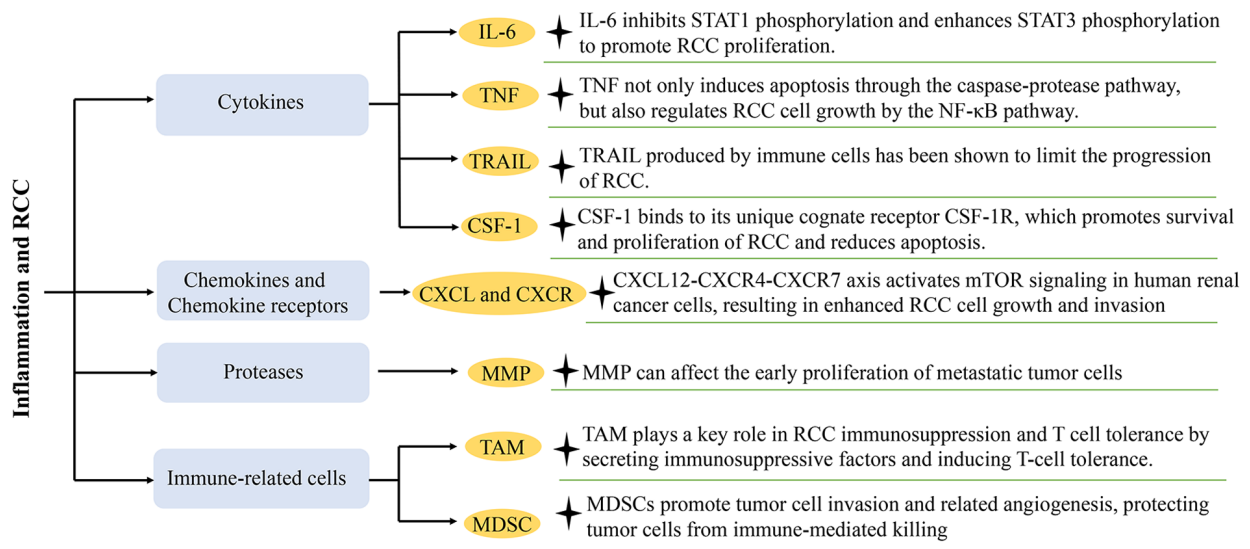 Inflammation and RCC
Cytokines
IL-6
IL-6 inhibits STAT1 phosphorylation and enhances STAT3 phosphorylation
to promote RCC proliferation.
TNF
TNF not only induces apoptosis through the caspase-protease pathway,
but also regulates RCC cell growth by the NF-κB pathway.
TRAIL
TRAIL produced by immune cells has been shown to limit the progression
of RCC.
CSF-1
CSF-1 binds to its unique cognate receptor CSF-1R, which promotes survival
and proliferation of RCC and reduces apoptosis.
Chemokines and
Chemokine receptors
CXCL and CXCR
CXCL12-CXCR4-CXCR7 axis activates mTOR signaling in human renal
cancer cells, resulting in enhanced RCC cell growth and invasion
Proteases
MMP
MMP can affect the early proliferation of metastatic tumor cells
Immune-related cells
TAM
TAM plays a key role in RCC immunosuppression and T cell tolerance by
secreting immunosuppressive factors and inducing T-cell tolerance.
MDSC
MDSCs promote tumor cell invasion and related angiogenesis, protecting
tumor cells from immune-mediated killing